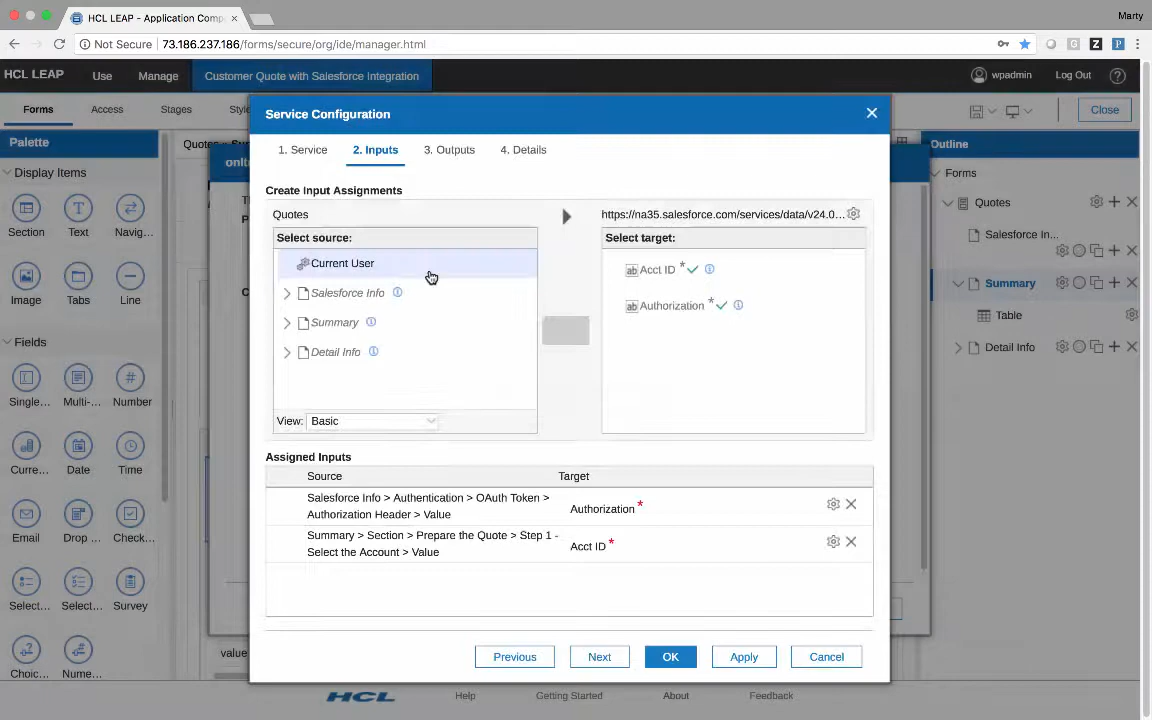 HCL LEAP - Application Comp
Marty
Not Secure
73.186.237.186/forms/secure/org/ide/manager.html
HCL LEAP
Use
Manage
Customer Quote with Salesforce Integration
wpadmin
Log Out
Forms
Access
Stages
Close
Palette
Display Items
Section
Text
Navig...
Image
Tabs
Line
Fields
Single...
Multi-...
Number
Curre...
Date
Time
Email
Drop ...
Check...
Select...
Select...
Survey
Choic...
Nume...
Service Configuration
1. Service
2. Inputs
3. Outputs
4. Details
Create Input Assignments
Quotes
https://na35.salesforce.com/services/data/v24.0...
Select source:
Select target:
Current User
Salesforce Info
Summary
Detail Info
View: Basic
Acct ID *
Authorization *
Assigned Inputs
Source
Target
Salesforce Info > Authentication > OAuth Token >
Authorization Header > Value
Authorization *
Summary > Section > Prepare the Quote > Step 1 -
Select the Account > Value
Acct ID *
Previous
Next
OK
Apply
Cancel
Outline
Forms
Quotes
Salesforce In...
Summary
Table
Detail Info
value
HCL
Help
Getting Started
About
Feedback